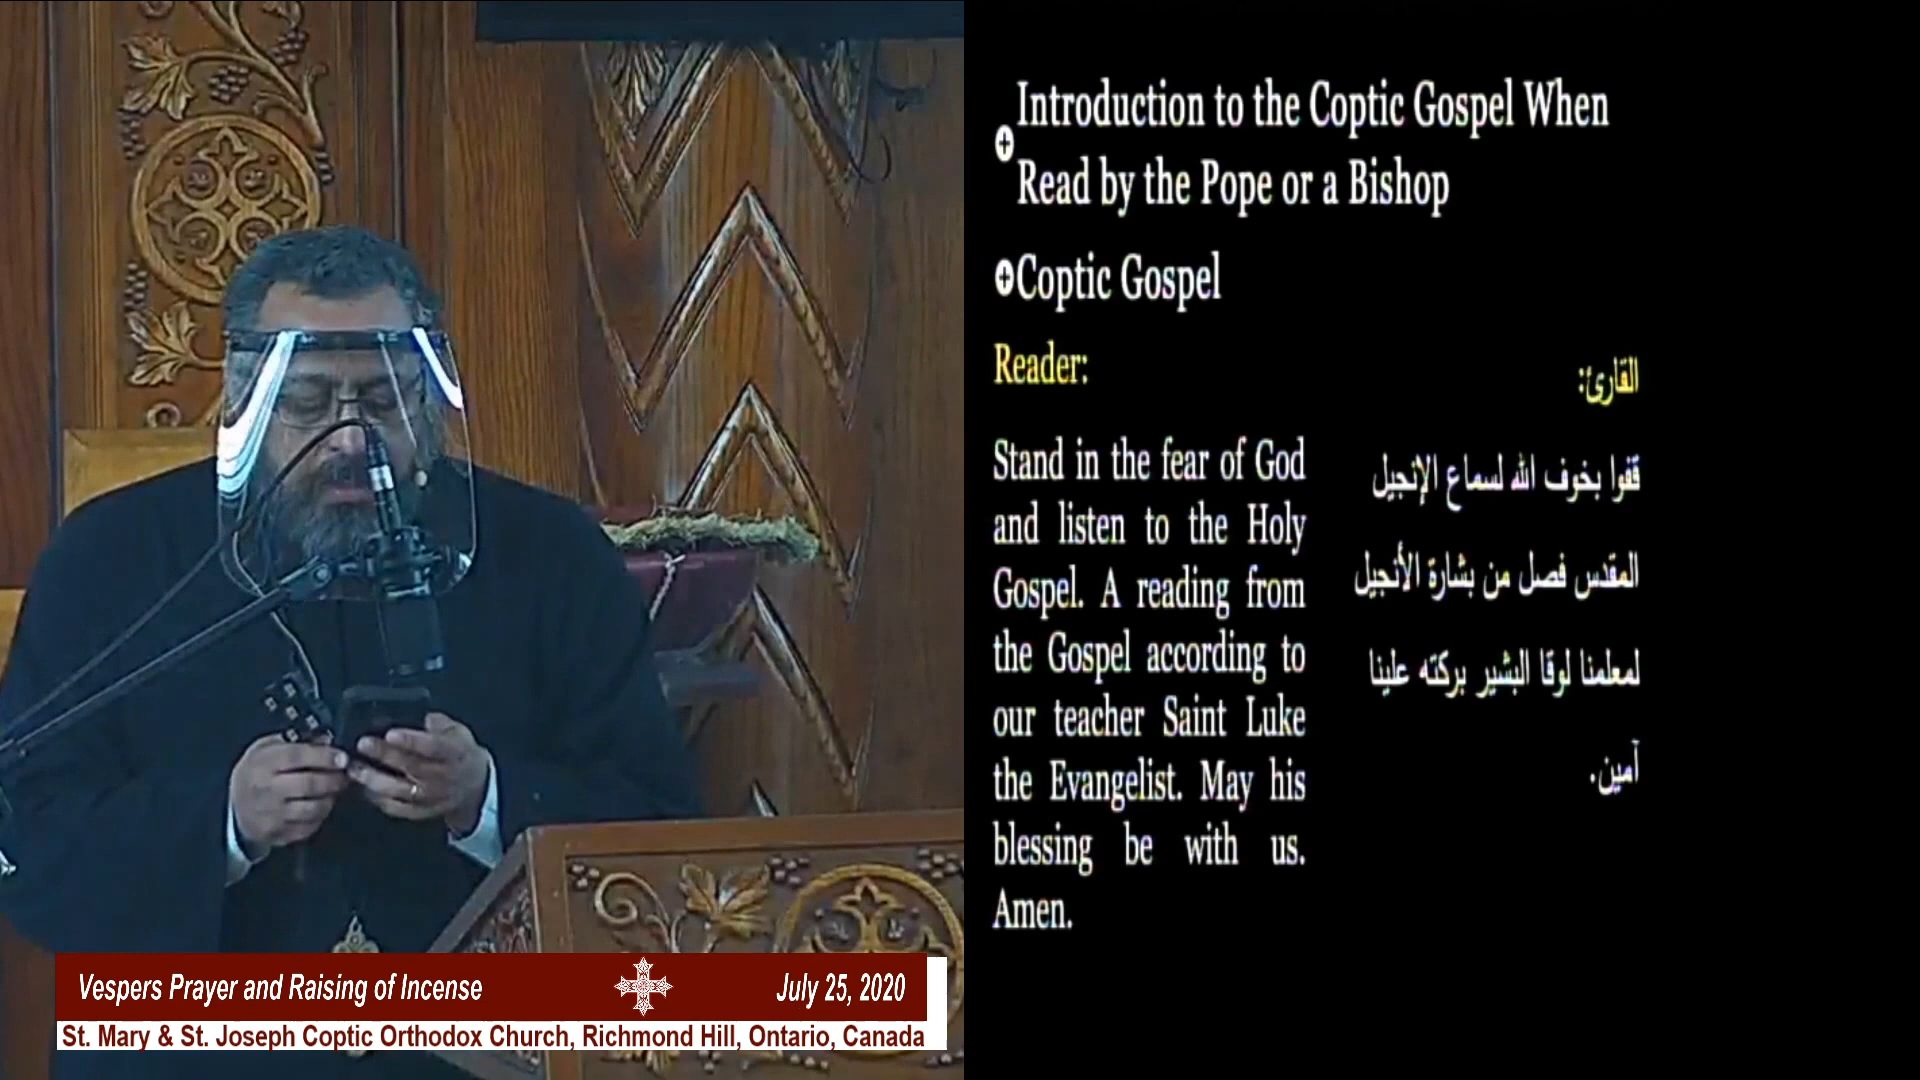 Introduction to the Coptic Gospel When
Read by the Pope or a Bishop
Coptic Gospel
Reader:
Stand in the fear of God
and listen to the Holy
Gospel. A reading from
the Gospel according to
our teacher Saint Luke
the Evangelist. May his
blessing be with us.
Amen.
القارئ:
قفوا بخوف الله لسماع الإنجيل
المقدس فصل من بشارة الأنجيل
لمعلمنا لوقا البشير بركته علينا
آمين.
Vespers Prayer and Raising of Incense
July 25, 2020
St. Mary & St. Joseph Coptic Orthodox Church, Richmond Hill, Ontario, Canada